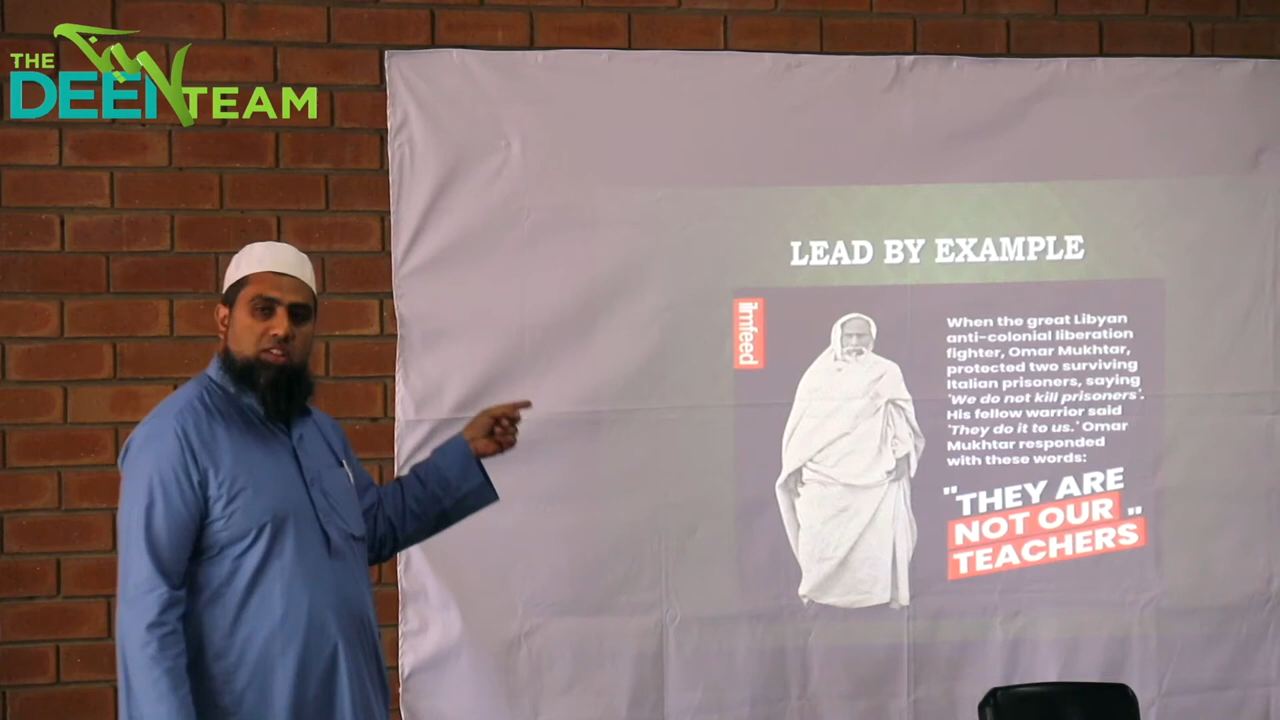 THE
DEEN TEAM
LEAD BY EXAMPLE
ilmfeed
When the great Libyan
anti-colonial liberation
fighter, Omar Mukhtar,
protected two surviving
Italian prisoners, saying
'We do not kill prisoners'.
His fellow warrior said
'They do it to us.' Omar
Mukhtar responded
with these words:
"THEY ARE
NOT OUR
TEACHERS"